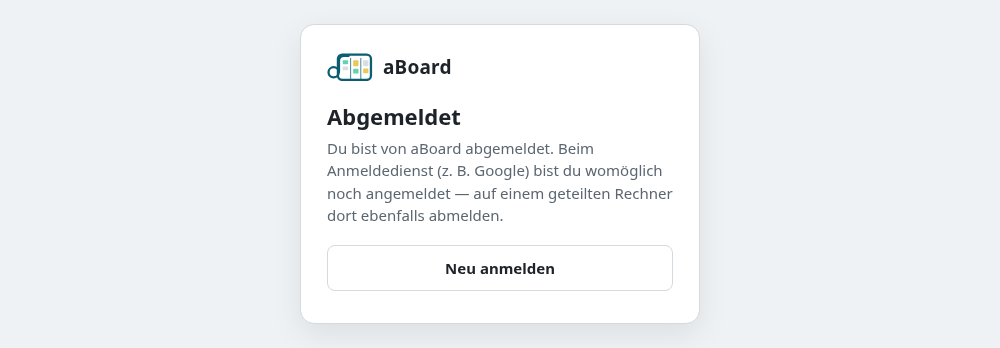 aBoard
Abgemeldet
Du bist von aBoard abgemeldet. Beim
Anmeldedienst (z. B. Google) bist du womöglich
noch angemeldet — auf einem geteilten Rechner
dort ebenfalls abmelden.
Neu anmelden